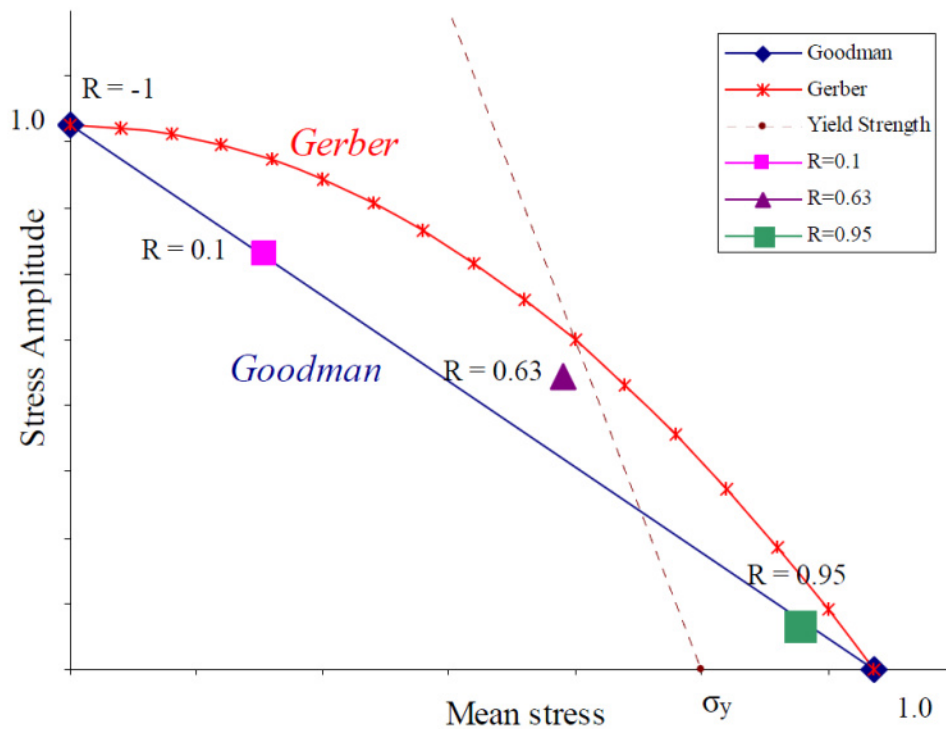 Goodman
Gerber
Yield Strength
R=0.1
R=0.63
R=0.95
R = -1
1.0
Gerber
R = 0.1
Goodman
R = 0.63
R = 0.95
Stress Amplitude
Mean stress
σy
1.0